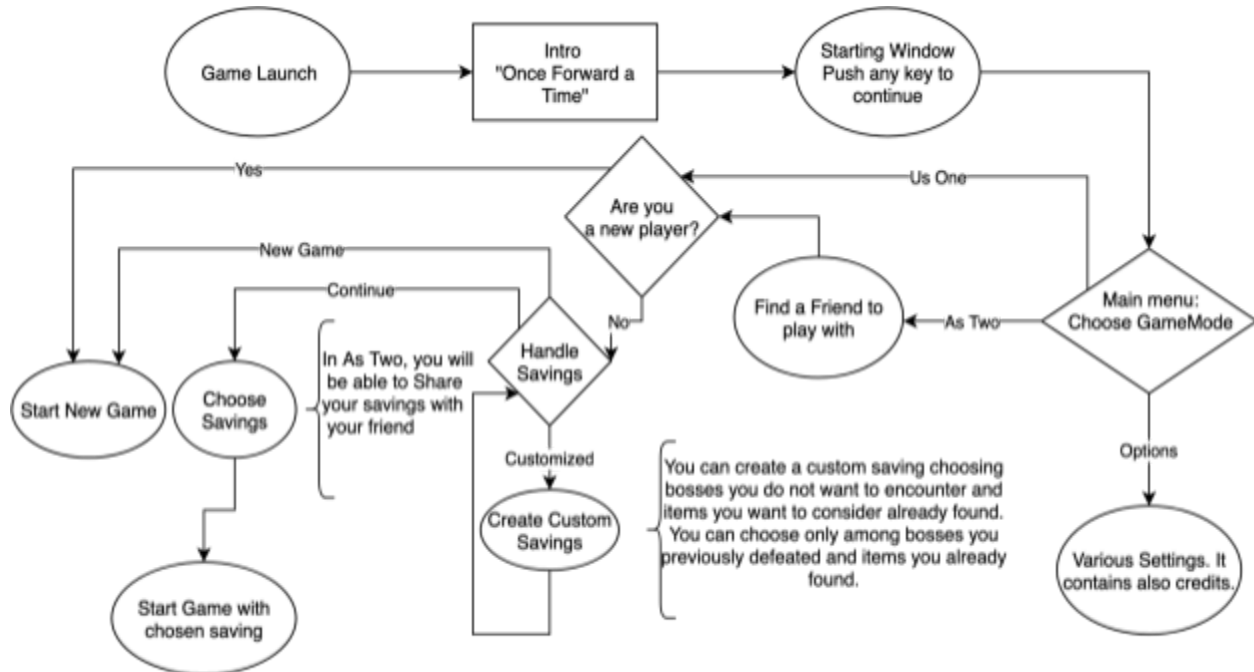 Game Launch
Intro
"Once Forward a
Time"
Starting Window
Push any key to
continue
Yes
Us One
Are you
a new player?
New Game
Continue
Find a Friend to
play with
As Two
Main menu:
Choose GameMode
No
Handle
Savings
In As Two, you will
be able to Share
your savings with
your friend
Start New Game
Choose
Savings
Customized
Options
You can create a custom saving choosing
bosses you do not want to encounter and
items you want to consider already found.
You can choose only among bosses you
previously defeated and items you already
found.
Create Custom
Savings
Various Settings. It
contains also credits.
Start Game with
chosen saving